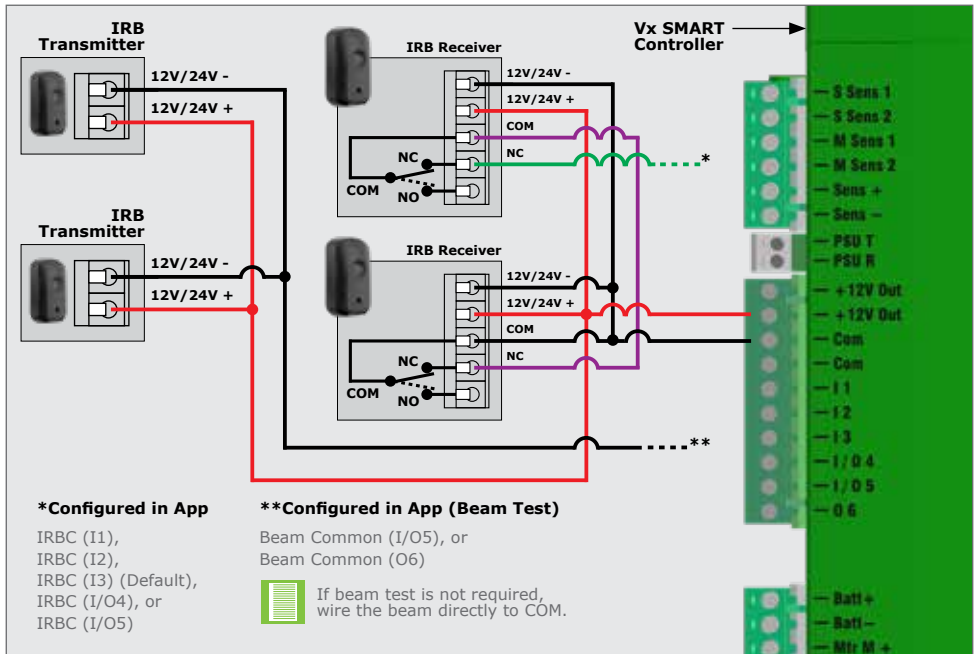 IRB
Transmitter
12V/24V -
12V/24V +
IRB
Transmitter
12V/24V -
12V/24V +
IRB Receiver
12V/24V -
12V/24V +
COM
NC
NC
COM
NO
*
IRB Receiver
12V/24V -
12V/24V +
COM
NC
NC
COM
NO
**
Vx SMART
Controller
S Sens 1
S Sens 2
M Sens 1
M Sens 2
Sens +
Sens -
PSU T
PSU R
+12V Out
+12V Out
Com
Com
I 1
I 2
I 3
I / O 4
I / O 5
O 6
Batt+
Batt-
Mtr M +
*Configured in App
IRBC (I1),
IRBC (I2),
IRBC (I3) (Default),
IRBC (I/O4), or
IRBC (I/O5)
**Configured in App (Beam Test)
Beam Common (I/O5), or
Beam Common (O6)
If beam test is not required,
wire the beam directly to COM.